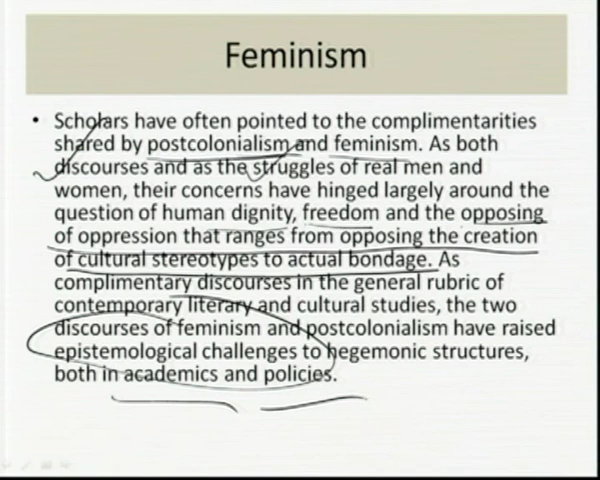 Feminism
• Scholars have often pointed to the complimentarities
shared by postcolonialism and feminism. As both
discourses and as the struggles of real men and
women, their concerns have hinged largely around the
question of human dignity, freedom and the opposing
of oppression that ranges from opposing the creation
of cultural stereotypes to actual bondage. As
complimentary discourses in the general rubric of
contemporary literary and cultural studies, the two
discourses of feminism and postcolonialism have raised
epistemological challenges to hegemonic structures,
both in academics and policies.